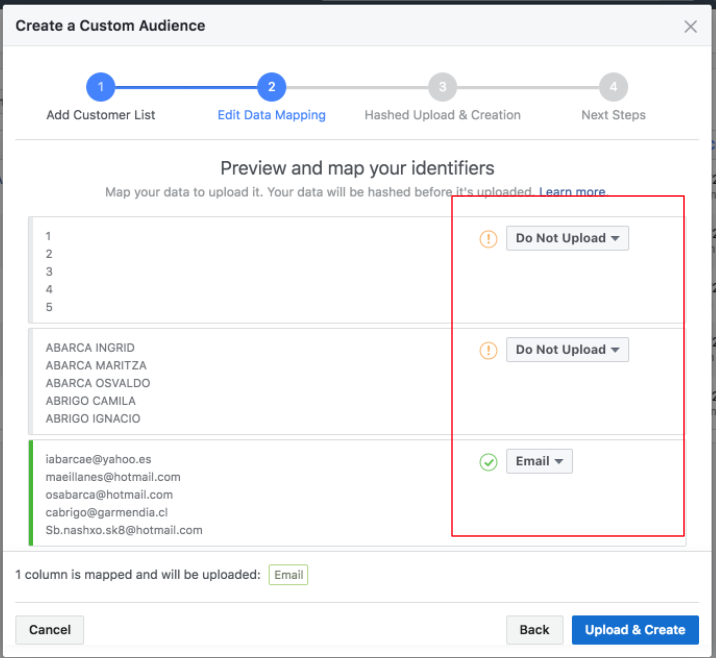 Create a Custom Audience
1
2
3
4
Add Customer List
Edit Data Mapping
Hashed Upload & Creation
Next Steps
Preview and map your identifiers
Map your data to upload it. Your data will be hashed before it's uploaded. Learn more.
1
2
3
4
5
Do Not Upload
ABARCA INGRID
ABARCA MARITZA
ABARCA OSVALDO
ABRIGO CAMILA
ABRIGO IGNACIO
Do Not Upload
iabarcae@yahoo.es
maeillanes@hotmail.com
osabarca@hotmail.com
cabrigo@garmendia.cl
Sb.nashxo.sk8@hotmail.com
Email
1 column is mapped and will be uploaded: Email
Cancel
Back
Upload & Create